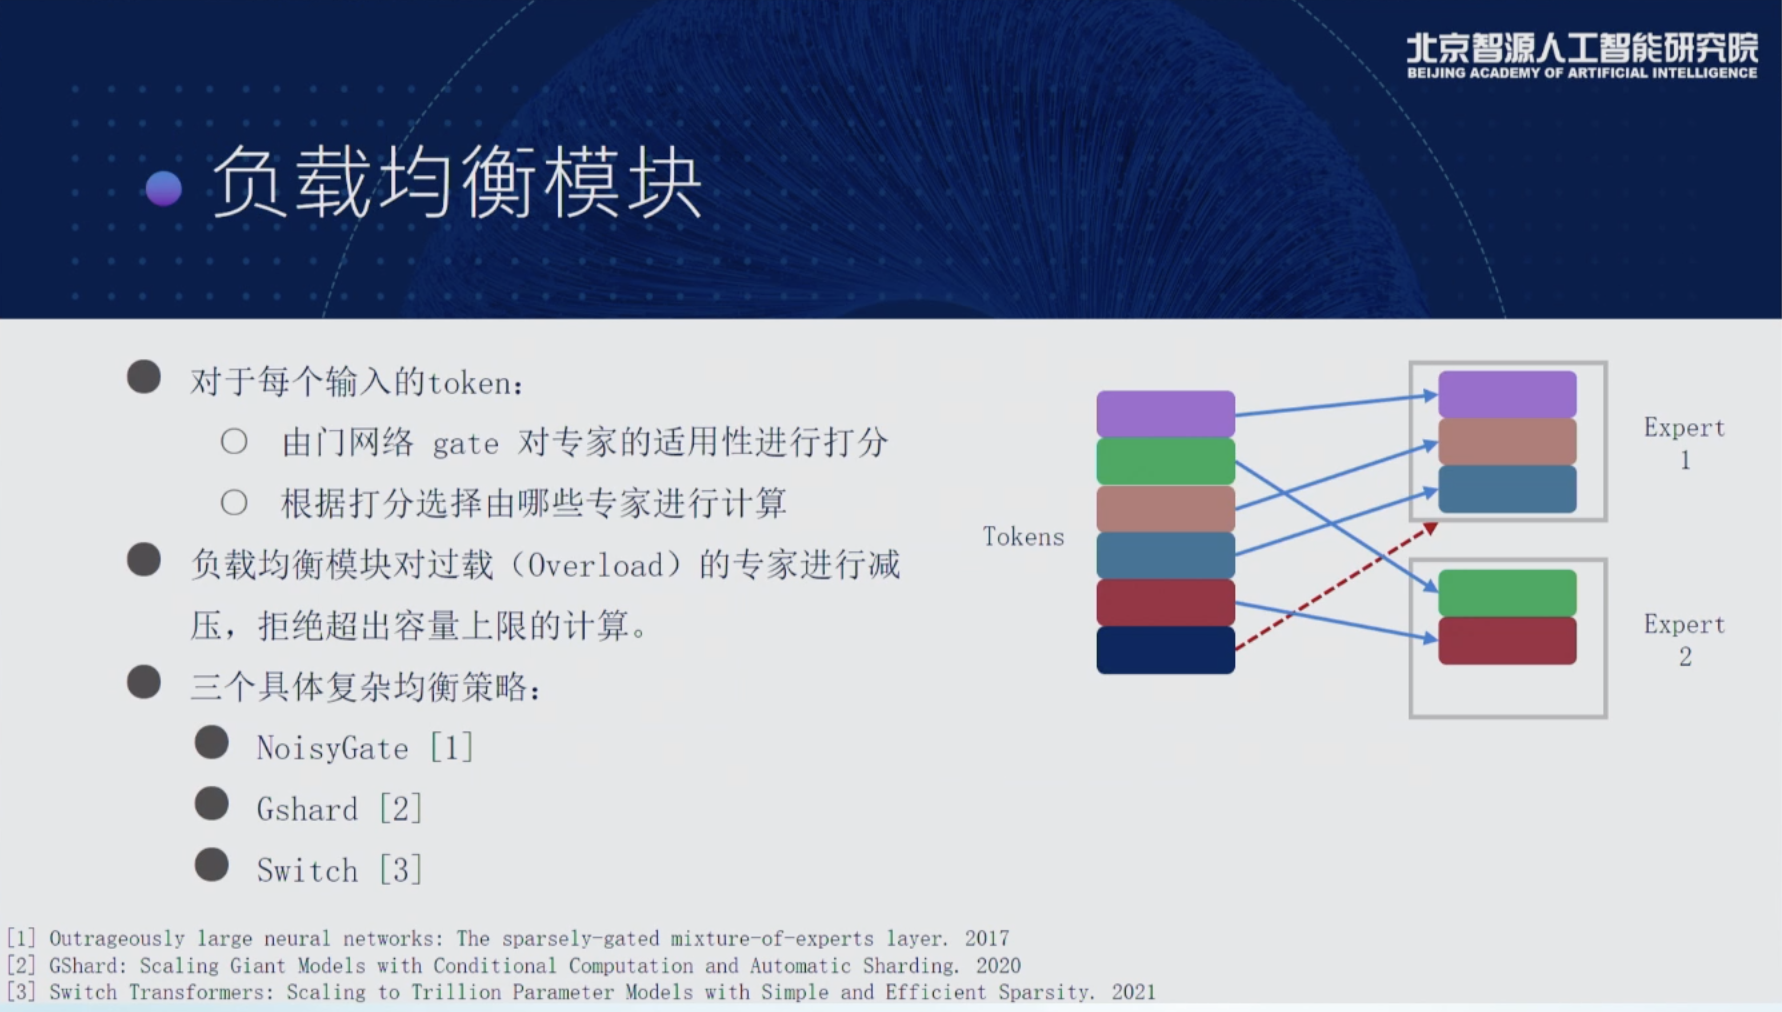 北京智源人工智能研究院
BEIJING ACADEMY OF ARTIFICIAL INTELLIGENCE
负载均衡模块
对于每个输入的token：
由门网络 gate 对专家的适用性进行打分
根据打分选择由哪些专家进行计算
负载均衡模块对过载（Overload）的专家进行减
压，拒绝超出容量上限的计算。
三个具体复杂均衡策略：
NoisyGate [1]
Gshard [2]
Switch [3]
Tokens
Expert
1
Expert
2
[1] Outrageously large neural networks: The sparsely-gated mixture-of-experts layer. 2017
[2] GShard: Scaling Giant Models with Conditional Computation and Automatic Sharding. 2020
[3] Switch Transformers: Scaling to Trillion Parameter Models with Simple and Efficient Sparsity. 2021